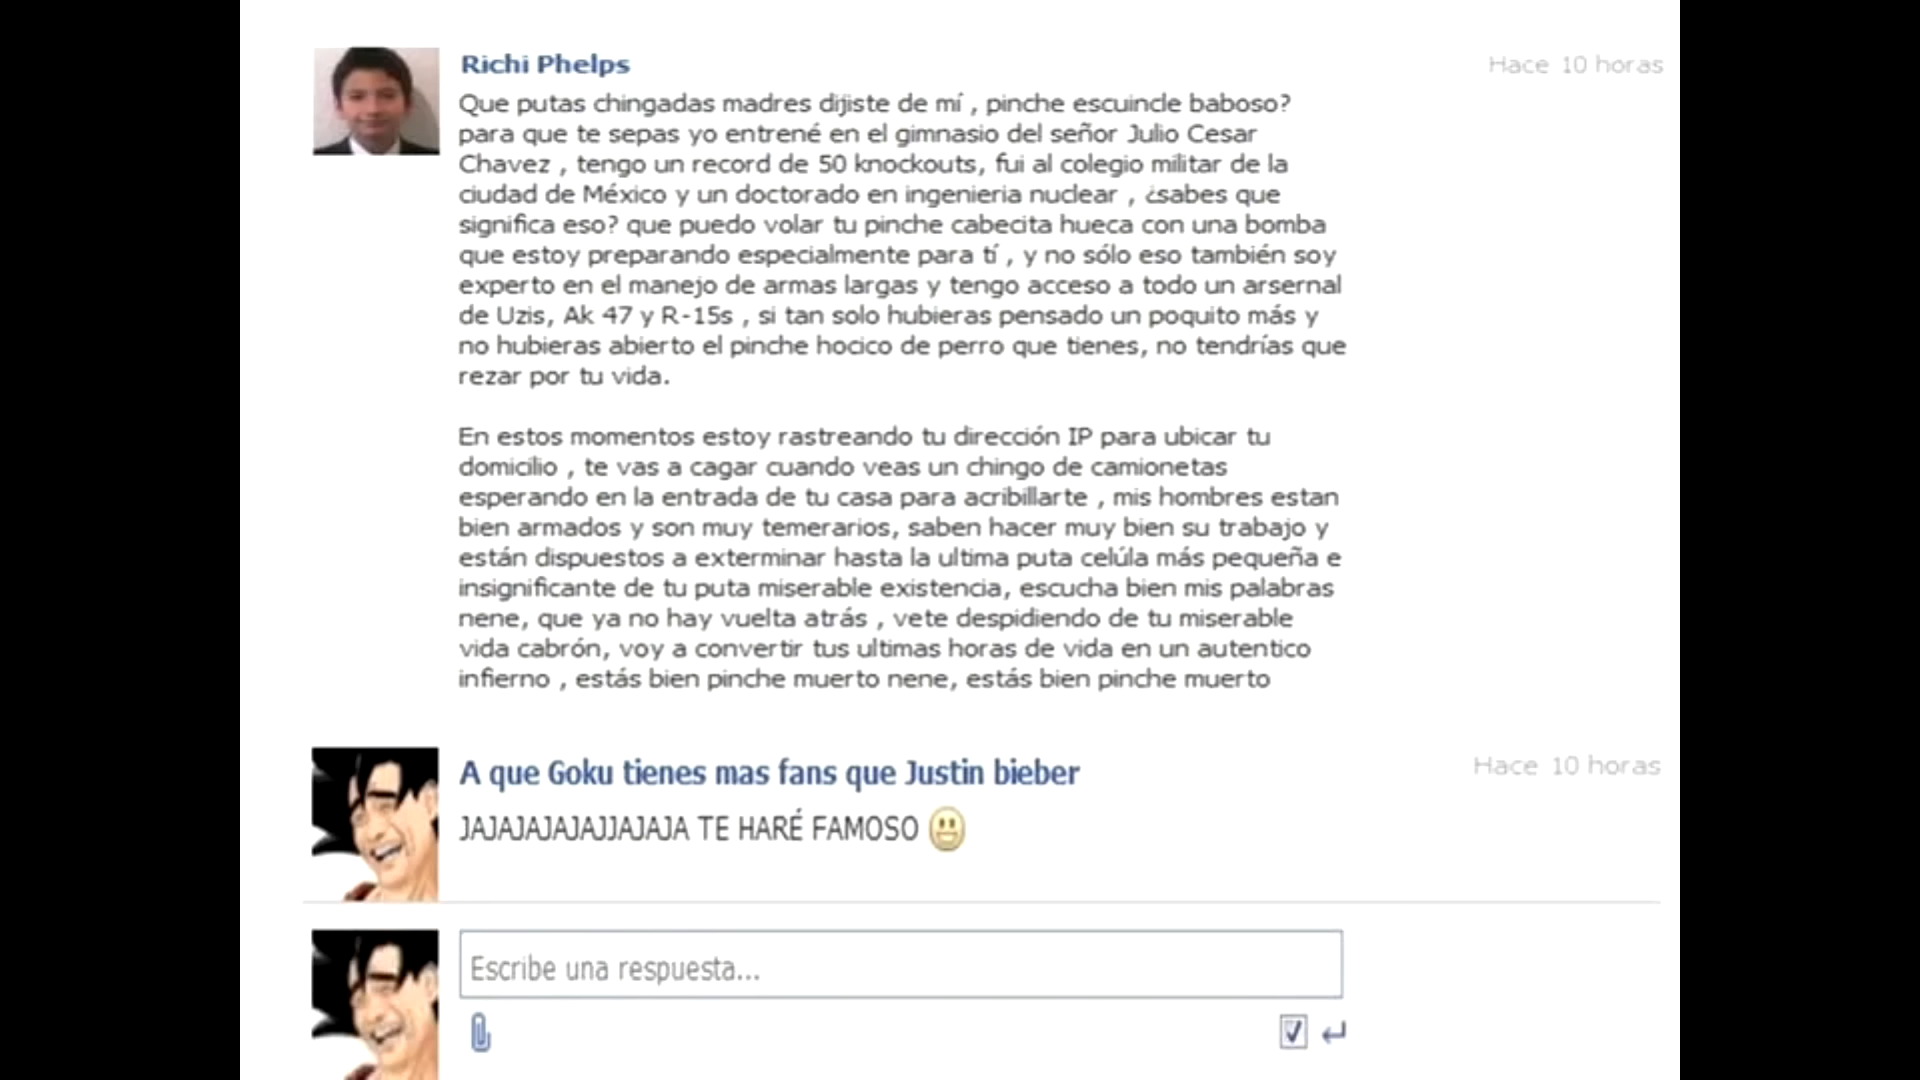 Richi Phelps
Hace 10 horas
Que putas chingadas madres dijiste de mí , pinche escuincle baboso?
para que te sepas yo entrené en el gimnasio del señor Julio Cesar
Chavez , tengo un record de 50 knockouts, fui al colegio militar de la
ciudad de México y un doctorado en ingenieria nuclear , ¿sabes que
significa eso? que puedo volar tu pinche cabecita hueca con una bomba
que estoy preparando especialmente para tí , y no sólo eso también soy
experto en el manejo de armas largas y tengo acceso a todo un arsernal
de Uzis, Ak 47 y R-15s , si tan solo hubieras pensado un poquito más y
no hubieras abierto el pinche hocico de perro que tienes, no tendrías que
rezar por tu vida.
En estos momentos estoy rastreando tu dirección IP para ubicar tu
domicilio , te vas a cagar cuando veas un chingo de camionetas
esperando en la entrada de tu casa para acribillarte , mis hombres estan
bien armados y son muy temerarios, saben hacer muy bien su trabajo y
están dispuestos a exterminar hasta la ultima puta celúla más pequeña e
insignificante de tu puta miserable existencia, escucha bien mis palabras
nene, que ya no hay vuelta atrás , vete despidiendo de tu miserable
vida cabrón, voy a convertir tus ultimas horas de vida en un autentico
infierno , estás bien pinche muerto nene, estás bien pinche muerto
A que Goku tienes mas fans que Justin bieber
Hace 10 horas
JAJAJAJAJAJJAJAJA TE HARÉ FAMOSO
Escribe una respuesta...